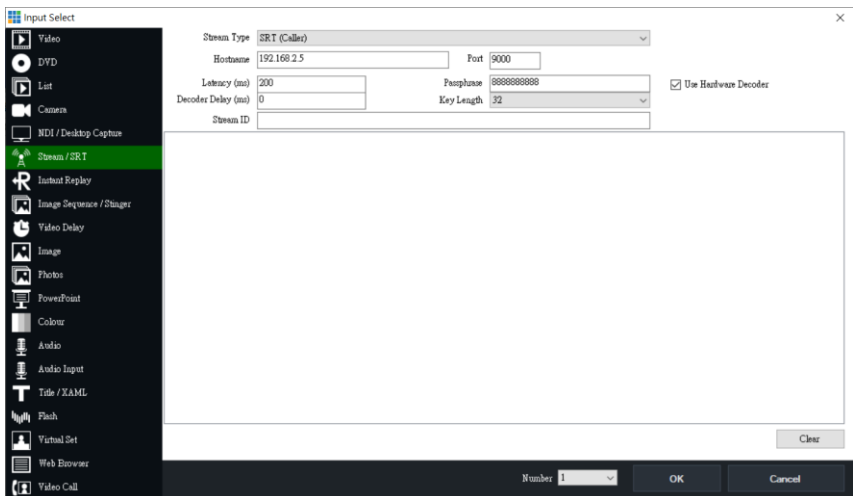 Input Select
Video
DVD
List
Camera
NDI / Desktop Capture
Stream / SRT
Instant Replay
Image Sequence / Stinger
Video Delay
Image
Photos
PowerPoint
Colour
Audio
Audio Input
Title / XAML
Flash
Virtual Set
Web Browser
Video Call
Stream Type SRT (Caller)
Hostname 192.168.2.5 Port 9000
Latency (ms) 200 Passphrase 8888888888 Use Hardware Decoder
Decoder Delay (ms) 0 Key Length 32
Stream ID
Clear
Number 1 OK Cancel